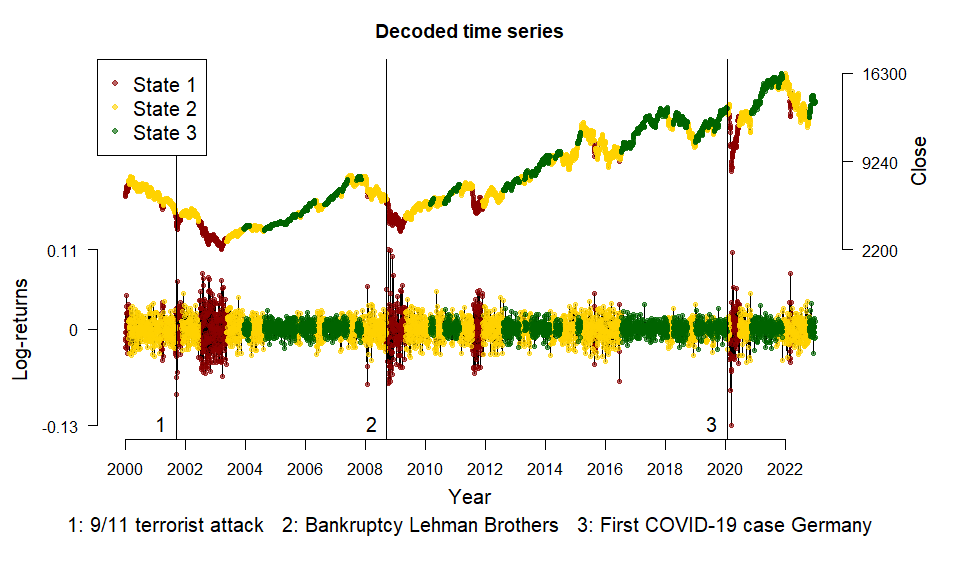 Decoded time series
State 1
State 2
State 3
16300
9240
2200
Close
0.11
0
-0.13
Log-returns
1
2
3
2000 2002 2004 2006 2008 2010 2012 2014 2016 2018 2020 2022
Year
1: 9/11 terrorist attack 2: Bankruptcy Lehman Brothers 3: First COVID-19 case Germany